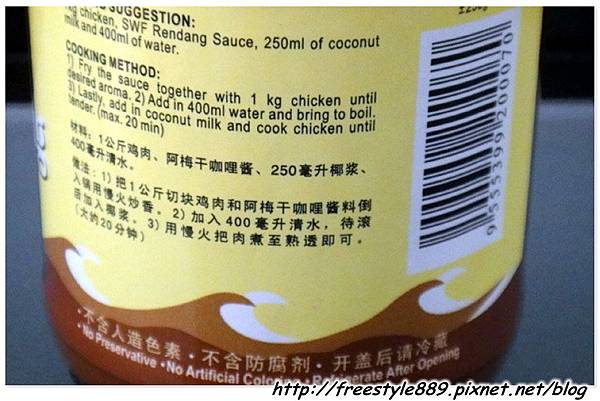 SUGGESTION:
kg chicken, SWF Rendang Sauce, 250ml of coconut
milk and 400ml of water.
COOKING METHOD:
1) Fry the sauce together with 1 kg chicken until
desired aroma. 2) Add in 400ml water and bring to boil.
3) Lastly, add in coconut milk and cook chicken until
tender. (max. 20 min)
材料：1公斤鸡肉、阿梅干咖哩酱、250毫升椰浆、
400毫升清水。
做法：1) 把1公斤切块鸡肉和阿梅干咖哩酱料倒
入锅用慢火炒香。2) 加入400毫升清水，待滚
后加入椰浆。3) 用慢火把肉煮至熟透即可。
(大约20分钟)
9 555399 200070
·不含人造色素 ·不含防腐剂 ·开盖后请冷藏
·No Preservative ·No Artificial Coloring ·Refrigerate After Opening
http://freestyle889.pixnet.net/blog